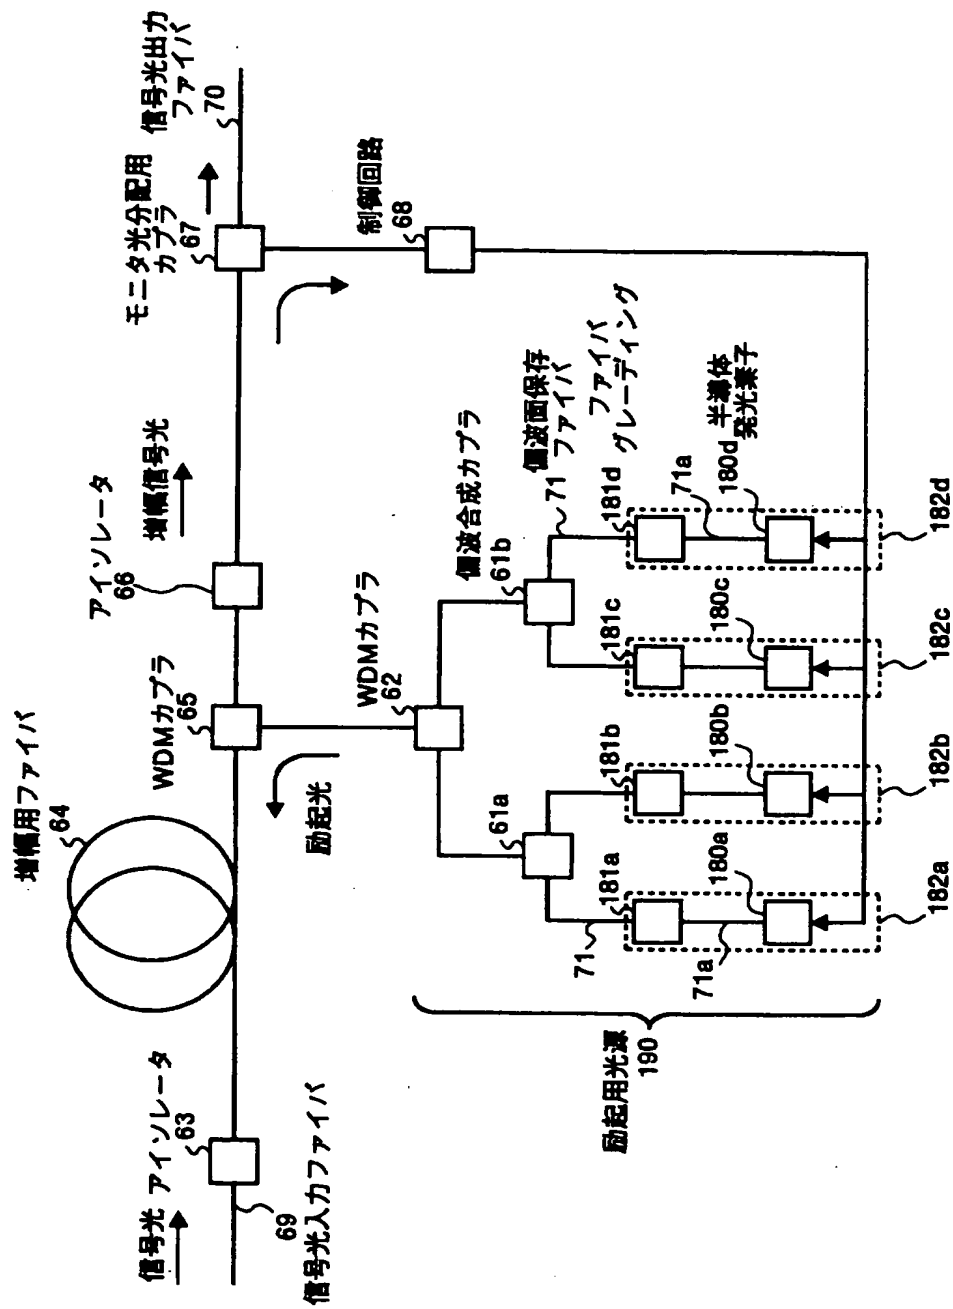 増幅用ファイバ
64
信号光
アイソレータ
63
69
信号光入力ファイバ
WDMカプラ
65
アイソレータ
66
増幅信号光
モニタ光分配用
カプラ
67
信号光出力
ファイバ
70
励起光
WDMカプラ
62
制御回路
68
61a
偏波合成カプラ
61b
偏波面保存
ファイバ
71
71
ファイバ
グレーディング
181a
181b
181c
181d
71a
71a
半導体
発光素子
180a
180b
180c
180d
182a
182b
182c
182d
励起用光源
190